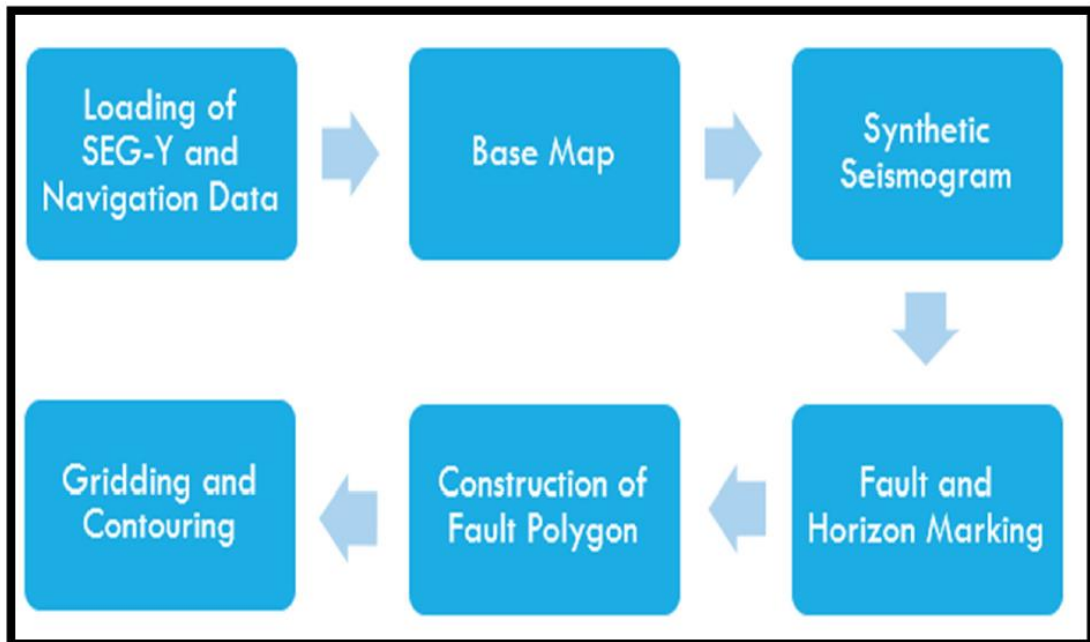 Loading of
SEG-Y and
Navigation Data
Base Map
Synthetic
Seismogram
Fault and
Horizon Marking
Construction of
Fault Polygon
Gridding and
Contouring